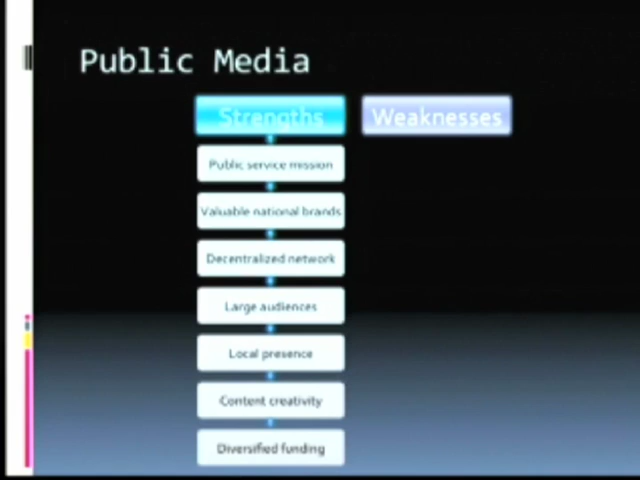 Public Media
Strengths
Weaknesses
Public service mission
Valuable national brands
Decentralized network
Large audiences
Local presence
Content creativity
Diversified funding